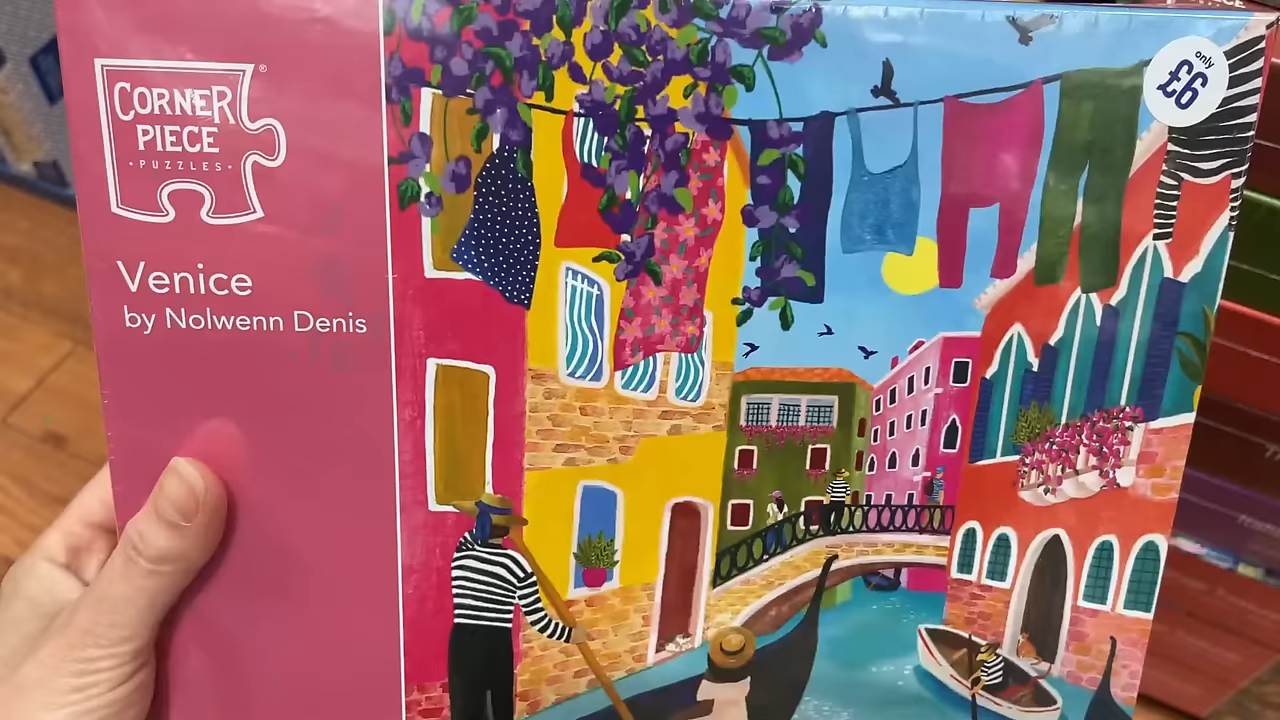 CORNER
PIECE
PUZZLES
®
Venice
by Nolwenn Denis
only
£6